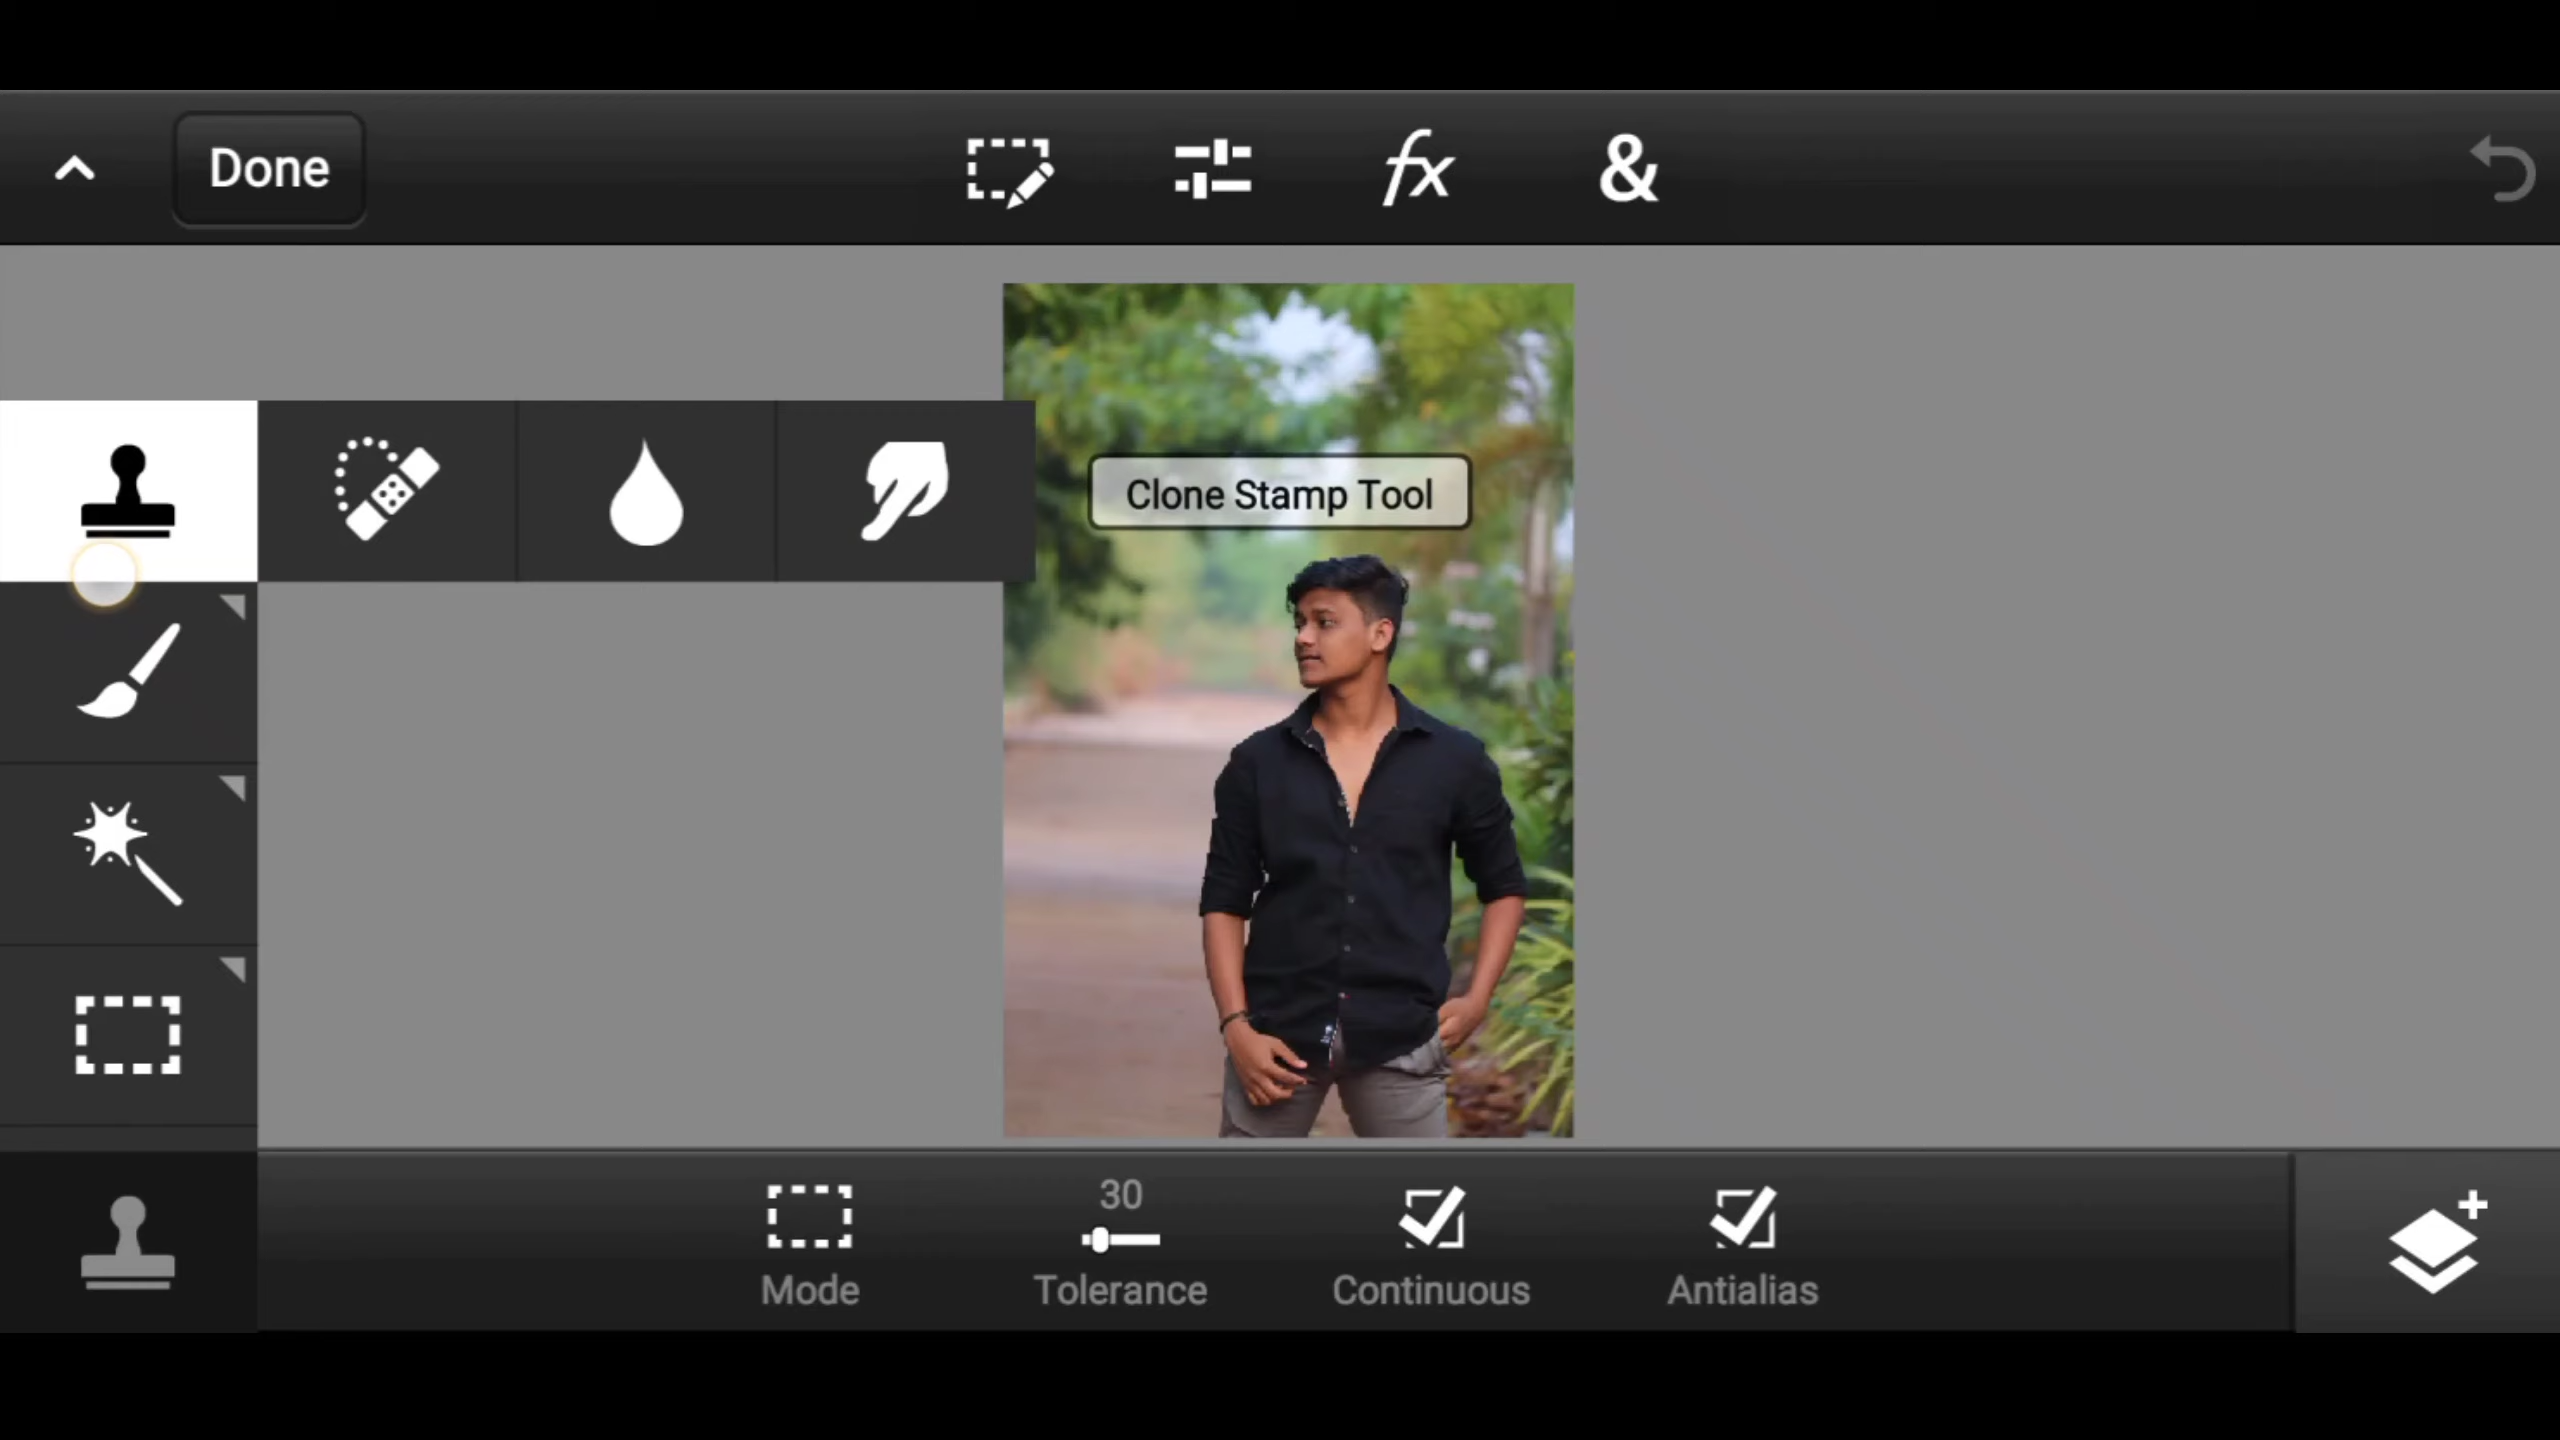 Done
fx
&
Clone Stamp Tool
30
Mode
Tolerance
Continuous
Antialias